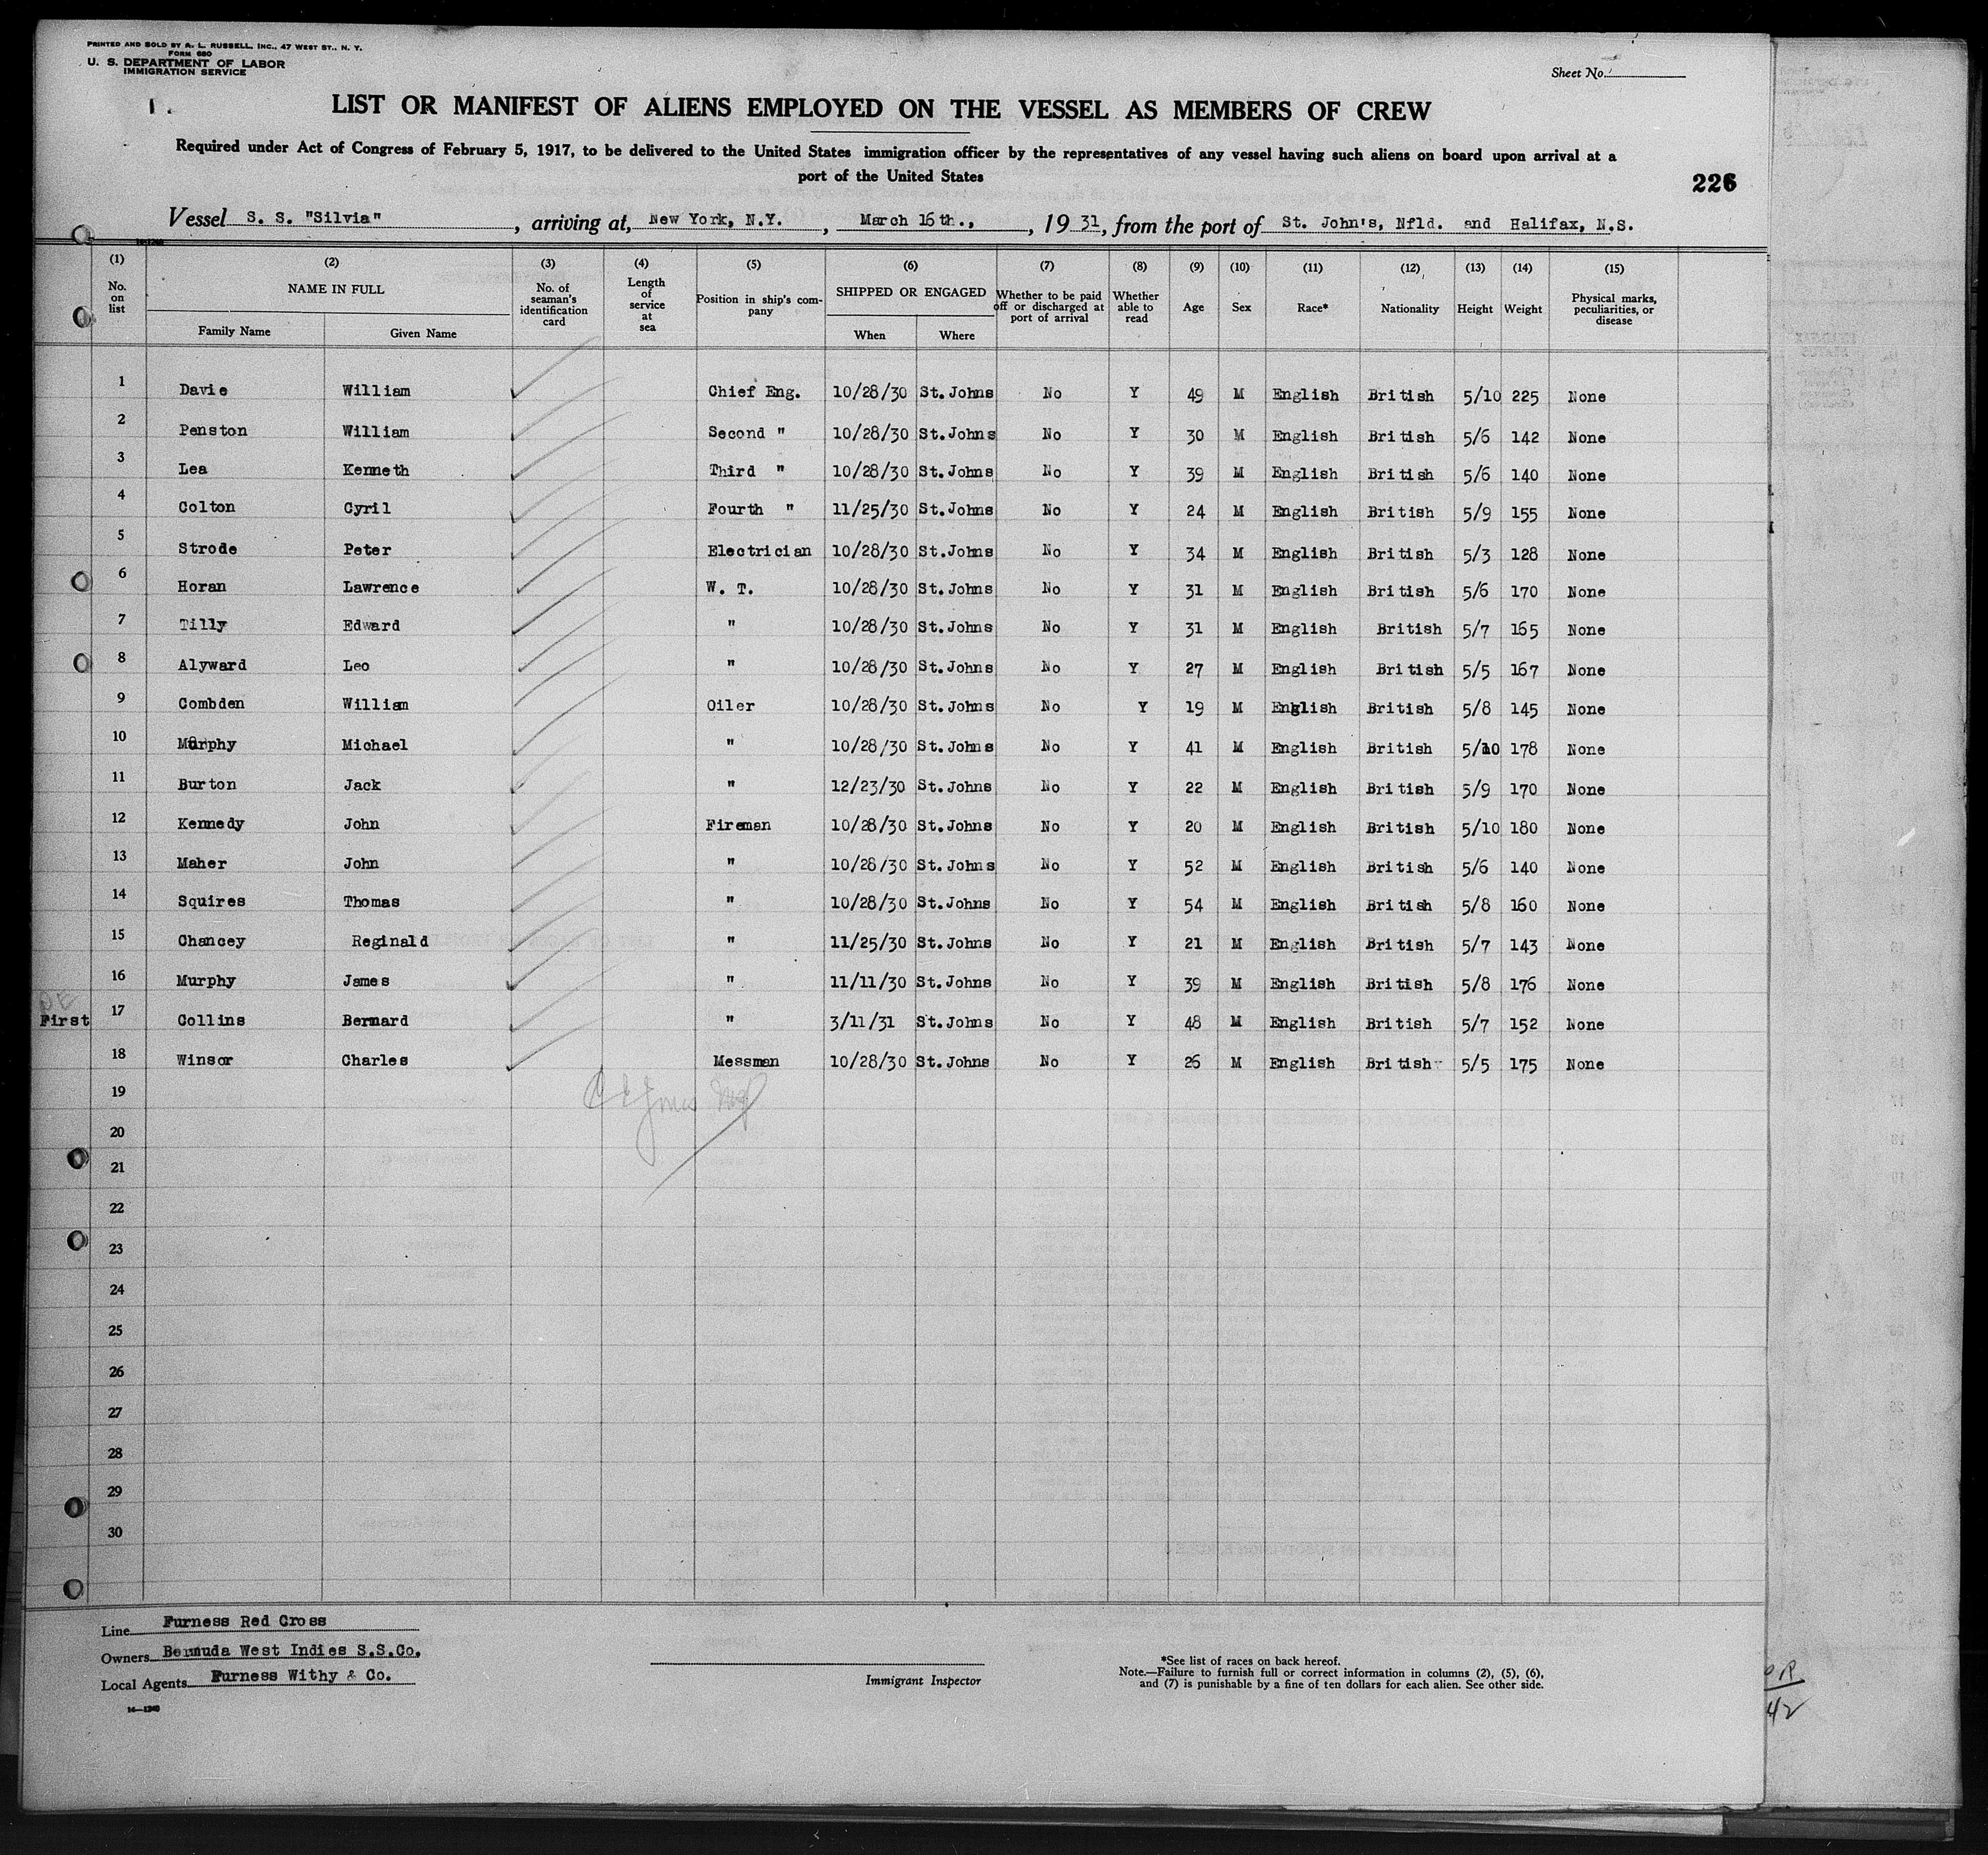 PRINTED AND SOLD BY A. L. RUSSELL, INC., 47 WEST ST., N. Y.
FORM 680
U. S. DEPARTMENT OF LABOR
IMMIGRATION SERVICE
Sheet No.
1.
LIST OR MANIFEST OF ALIENS EMPLOYED ON THE VESSEL AS MEMBERS OF CREW
Required under Act of Congress of February 5, 1917, to be delivered to the United States immigration officer by the representatives of any vessel having such aliens on board upon arrival at a
port of the United States
226
Vessel S. S. "Silvia", arriving at, New York, N.Y., March 16th., , 19 31, from the port of St. John's, Nfld. and Halifax, N.S.
(1) (2) (3) (4) (5) (6) (7) (8) (9) (10) (11) (12) (13) (14) (15)
No. on list NAME IN FULL Family Name Given Name No. of seaman's identification card Length of service at sea Position in ship's company SHIPPED OR ENGAGED When Where Whether to be paid off or discharged at port of arrival Whether able to read Age Sex Race* Nationality Height Weight Physical marks, peculiarities, or disease
1 Davie William Chief Eng. 10/28/30 St.Johns No Y 49 M English British 5/10 225 None
2 Penston William Second " 10/28/30 St.Johns No Y 30 M English British 5/6 142 None
3 Lea Kenneth Third " 10/28/30 St.Johns No Y 39 M English British 5/6 140 None
4 Colton Cyril Fourth " 11/25/30 St.Johns No Y 24 M English British 5/9 155 None
5 Strode Peter Electrician 10/28/30 St.Johns No Y 34 M English British 5/3 128 None
6 Horan Lawrence W. T. 10/28/30 St.Johns No Y 31 M English British 5/6 170 None
7 Tilly Edward " 10/28/30 St.Johns No Y 31 M English British 5/7 165 None
8 Alyward Leo " 10/28/30 St.Johns No Y 27 M English British 5/5 167 None
9 Combden William Oiler 10/28/30 St.Johns No Y 19 M English British 5/8 145 None
10 Murphy Michael " 10/28/30 St.Johns No Y 41 M English British 5/10 178 None
11 Burton Jack " 12/23/30 St.Johns No Y 22 M English British 5/9 170 None
12 Kennedy John Fireman 10/28/30 St.Johns No Y 20 M English British 5/10 180 None
13 Maher John " 10/28/30 St.Johns No Y 52 M English British 5/6 140 None
14 Squires Thomas " 10/28/30 St.Johns No Y 54 M English British 5/8 160 None
15 Chancey Reginald " 11/25/30 St.Johns No Y 21 M English British 5/7 143 None
16 Murphy James " 11/11/30 St.Johns No Y 39 M English British 5/8 176 None
First 17 Collins Bernard " 3/11/31 St.Johns No Y 48 M English British 5/7 152 None
18 Winsor Charles Messman 10/28/30 St.Johns No Y 26 M English British 5/5 175 None
19
20
21
22
23
24
25
26
27
28
29
30
Line Furness Red Cross
Owners Bermuda West Indies S.S.Co.
Local Agents Furness Withy & Co.
14—1240
Immigrant Inspector
*See list of races on back hereof.
Note.—Failure to furnish full or correct information in columns (2), (5), (6),
and (7) is punishable by a fine of ten dollars for each alien. See other side.
42